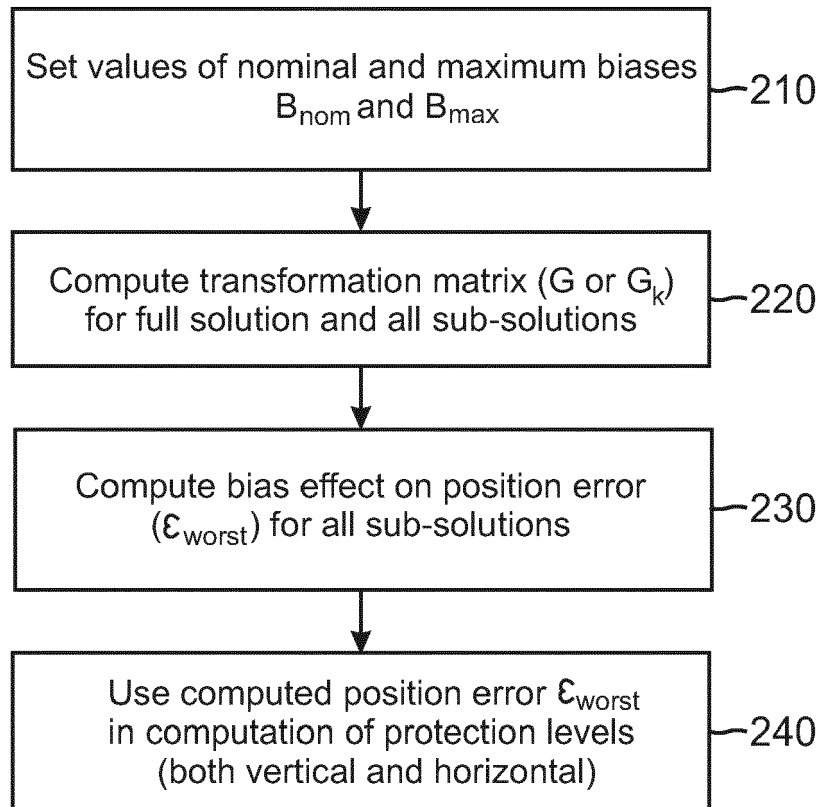 Set values of nominal and maximum biases
Bnom and Bmax
210
Compute transformation matrix (G or Gk)
for full solution and all sub-solutions
220
Compute bias effect on position error
(εworst) for all sub-solutions
230
Use computed position error εworst
in computation of protection levels
(both vertical and horizontal)
240